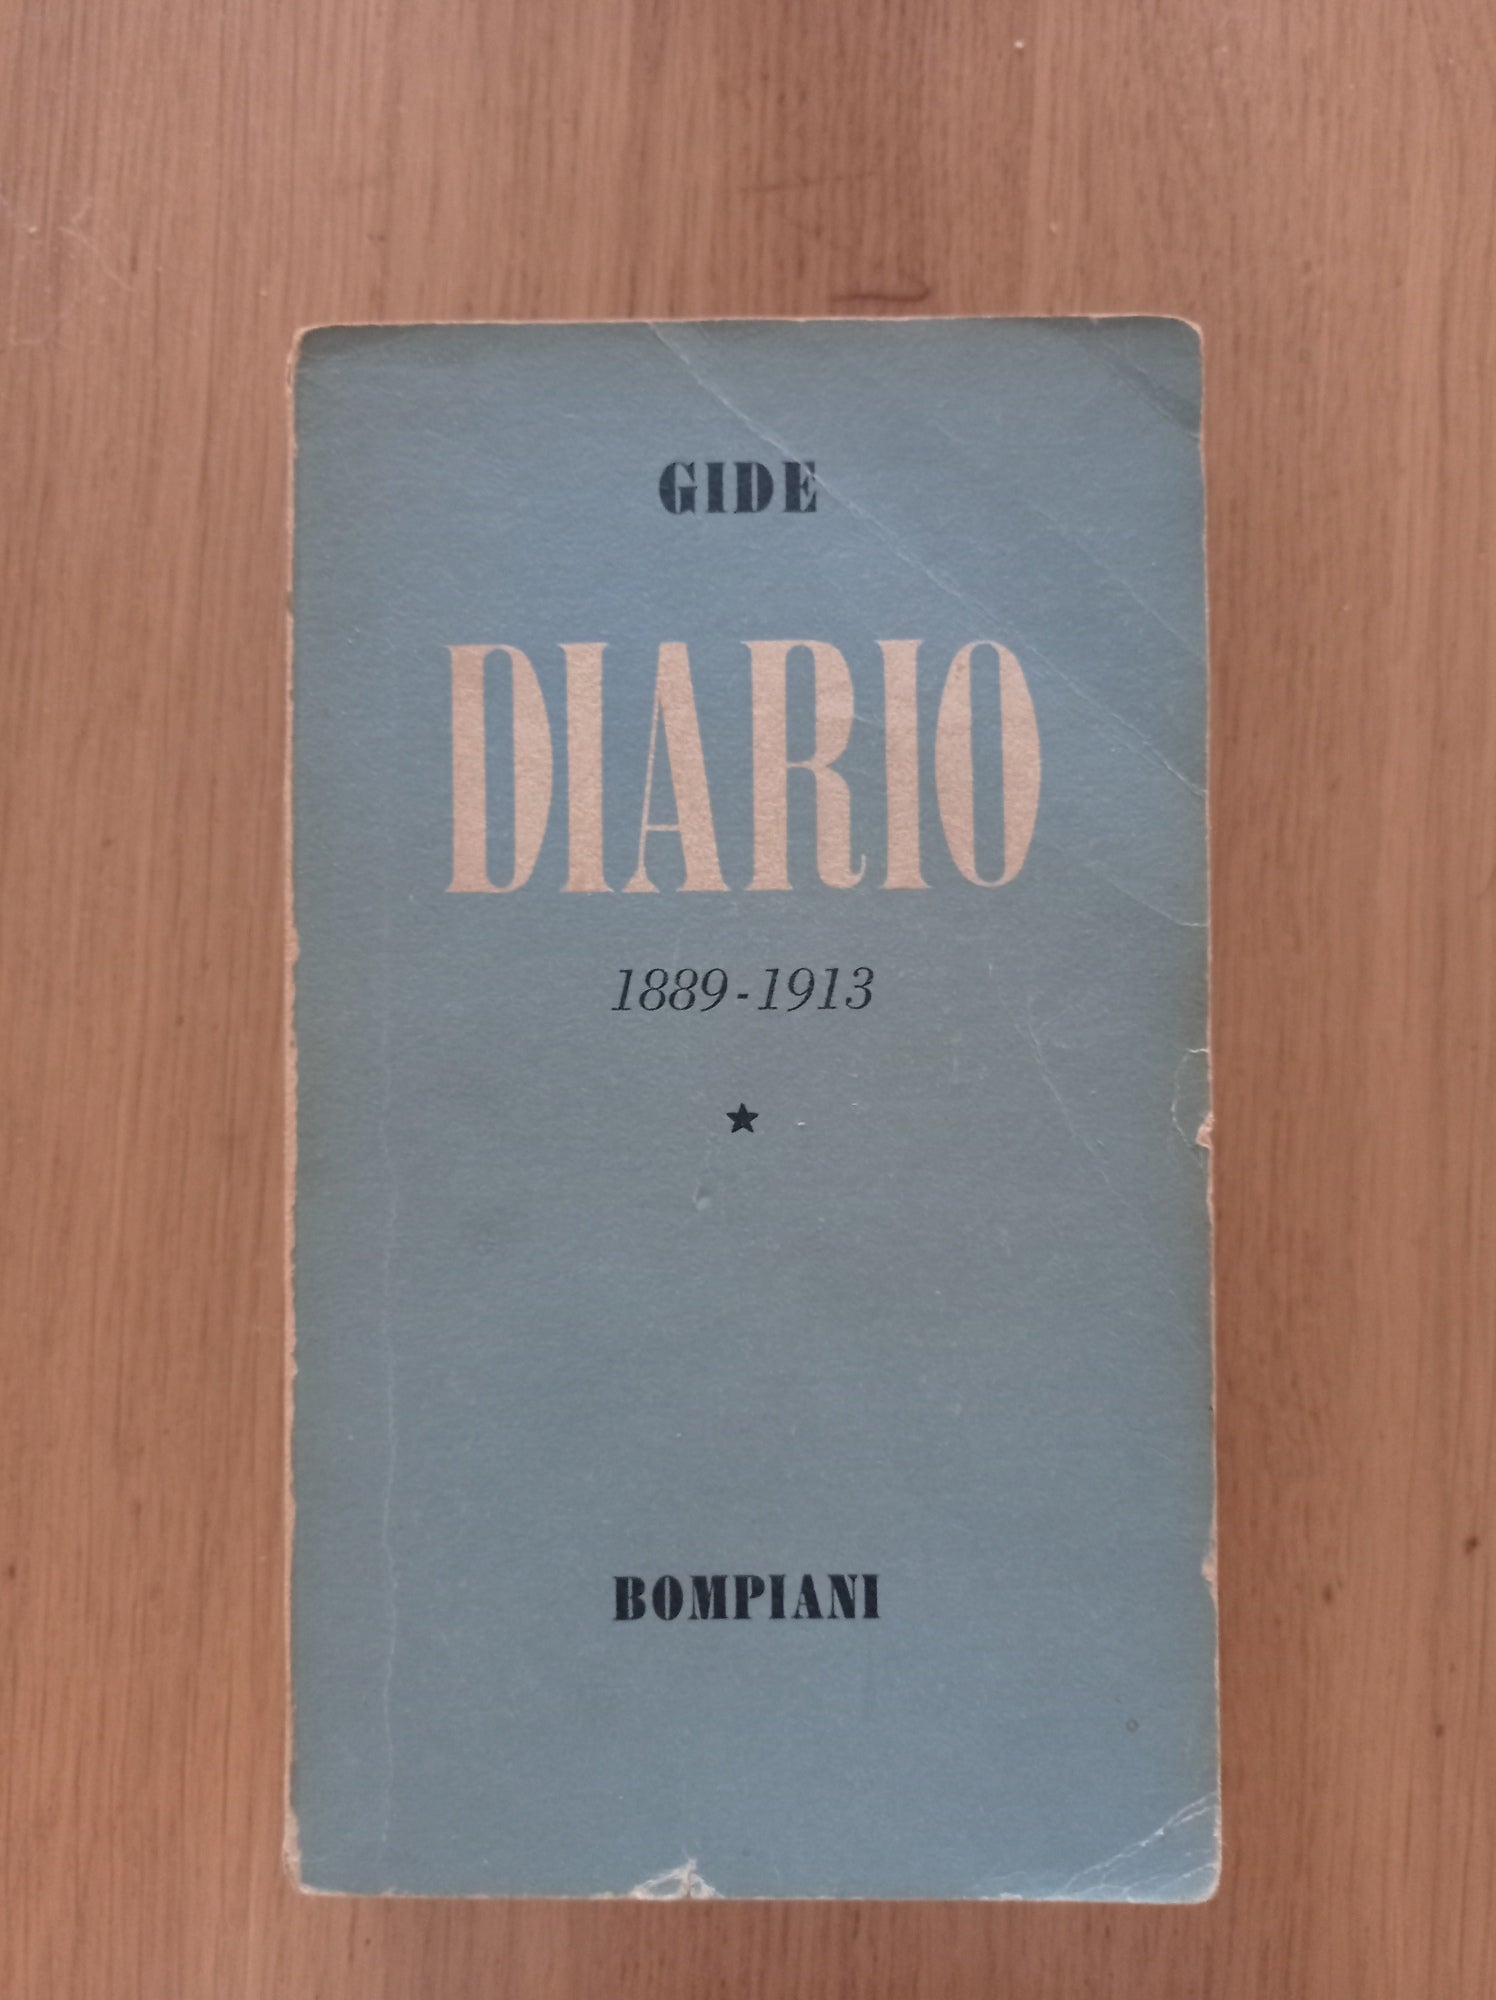 GIDE
DIARIO
1889-1913
BOMPIANI